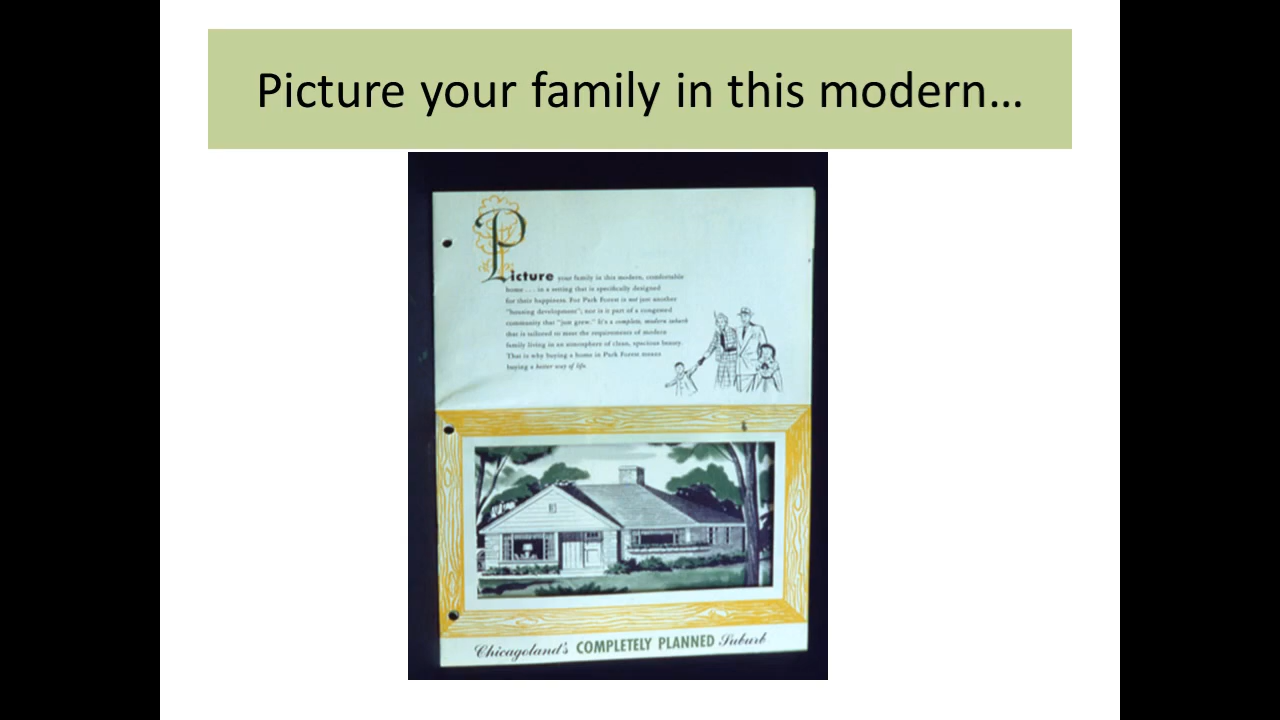 Picture your family in this modern...
Picture your family in this modern, comfortable
home . . . in a setting that is specifically designed
for their happiness. For Park Forest is not just another
"housing development"; nor is it part of a congested
community that "just grew." It's a complete, modern suburb
that is tailored to meet the requirements of modern
family living in an atmosphere of clean, spacious beauty.
That is why buying a home in Park Forest means
buying a better way of life.
Chicagoland's COMPLETELY PLANNED Suburb